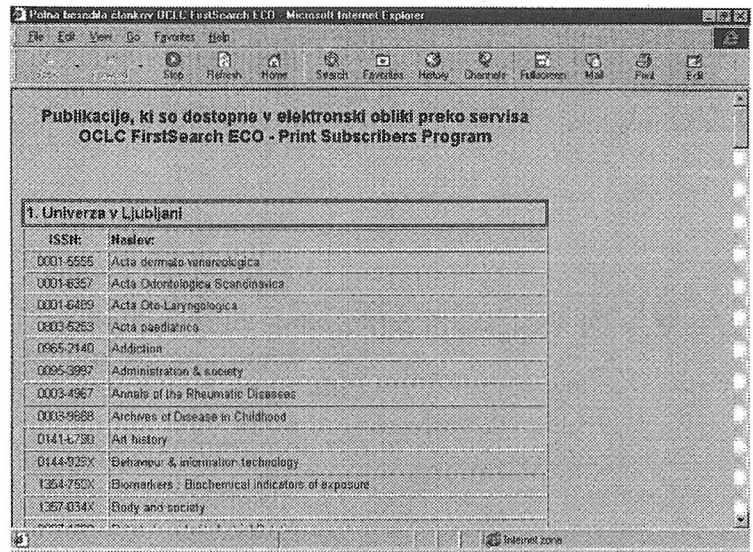 Polna besedila člankov OCLC FirstSearch ECO - Microsoft Internet Explorer
File Edit View Go Favorites Help
Stop Refresh Home Search Favorites History Channels Fullscreen Mail Print Edit
Publikacije, ki so dostopne v elektronski obliki preko servisa
OCLC FirstSearch ECO - Print Subscribers Program
1. Univerza v Ljubljani
ISSN: Naslov:
0001-5555 Acta dermato-venereologica
0001-6357 Acta Odontologica Scandinavica
0001-6489 Acta Oto-Laryngologica
0803-5253 Acta paediatrica
0965-2140 Addiction
0095-3997 Administration & society
0003-4967 Annals of the Rheumatic Diseases
0003-9888 Archives of Disease in Childhood
0141-6790 Art history
0144-929X Behaviour & information technology
1354-750X Biomarkers : Biochemical indicators of exposure
1357-034X Body and society
Internet zone